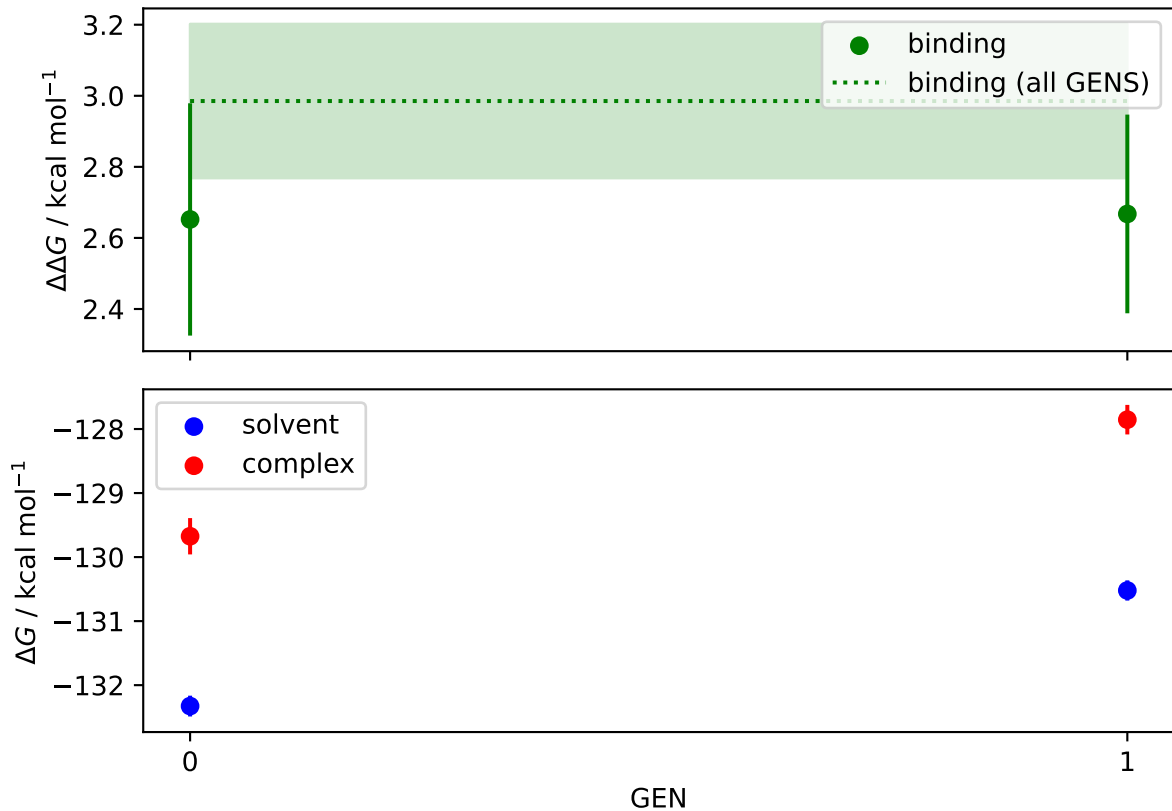 3.2
3.0
2.8
2.6
2.4
ΔΔG / kcal mol⁻¹
binding
binding (all GENS)
−128
−129
−130
−131
−132
ΔG / kcal mol⁻¹
solvent
complex
0 1
GEN